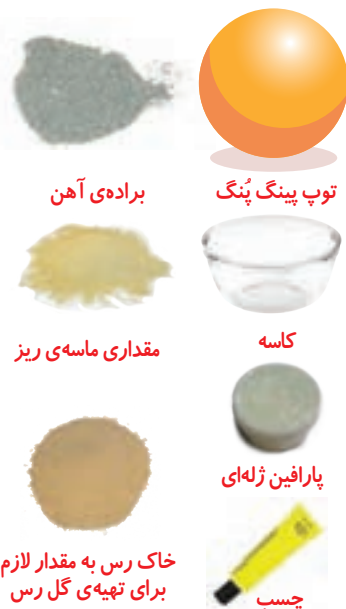 توپ پینگ پُنگ
براده‌ی آهن
کاسه
مقداری ماسه‌ی ریز
پارافین ژله‌ای
خاک رس به مقدار لازم
برای تهیه‌ی گل رس
چسب